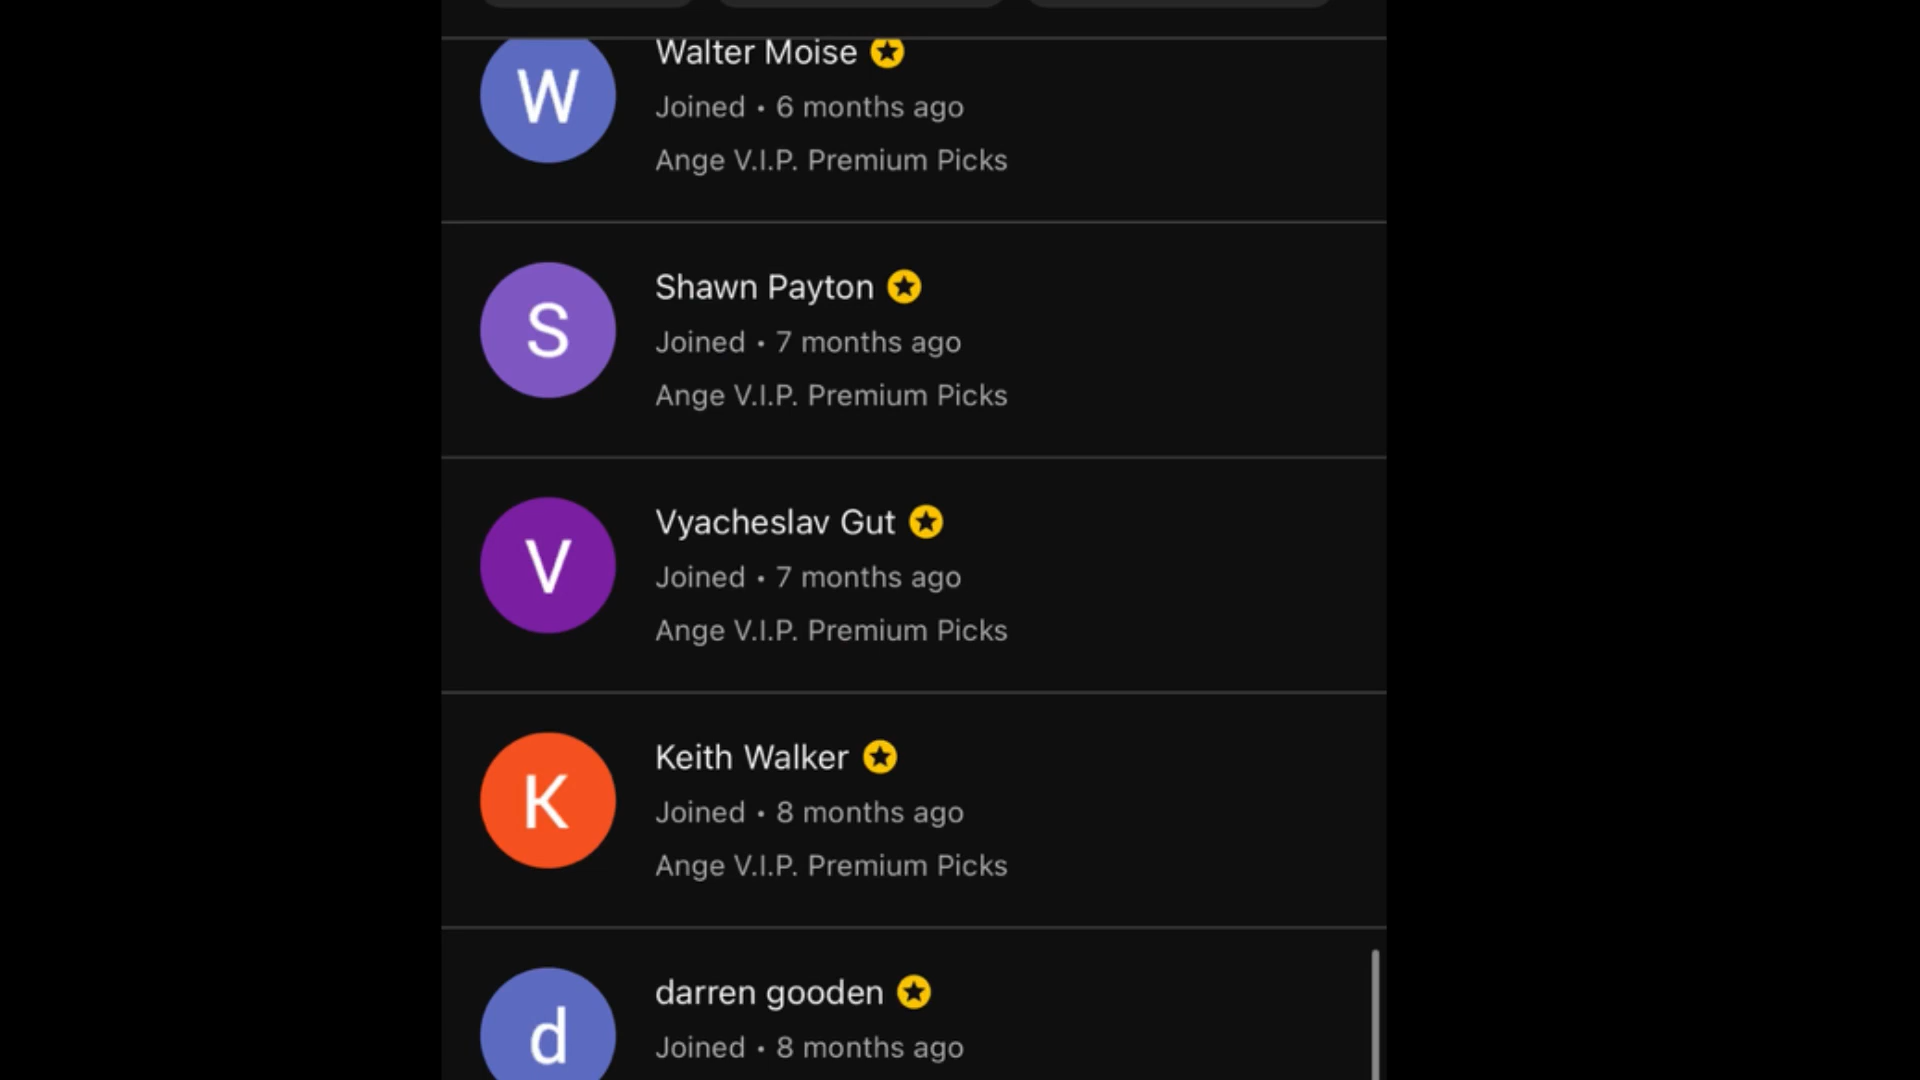 W
Walter Moise
Joined • 6 months ago
Ange V.I.P. Premium Picks
S
Shawn Payton
Joined • 7 months ago
Ange V.I.P. Premium Picks
V
Vyacheslav Gut
Joined • 7 months ago
Ange V.I.P. Premium Picks
K
Keith Walker
Joined • 8 months ago
Ange V.I.P. Premium Picks
d
darren gooden
Joined • 8 months ago